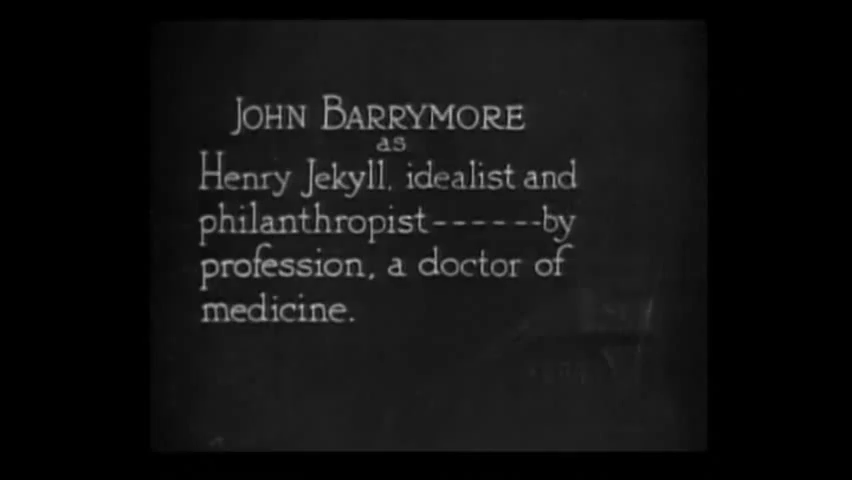 JOHN BARRYMORE
as
Henry Jekyll, idealist and
philanthropist------by
profession, a doctor of
medicine.